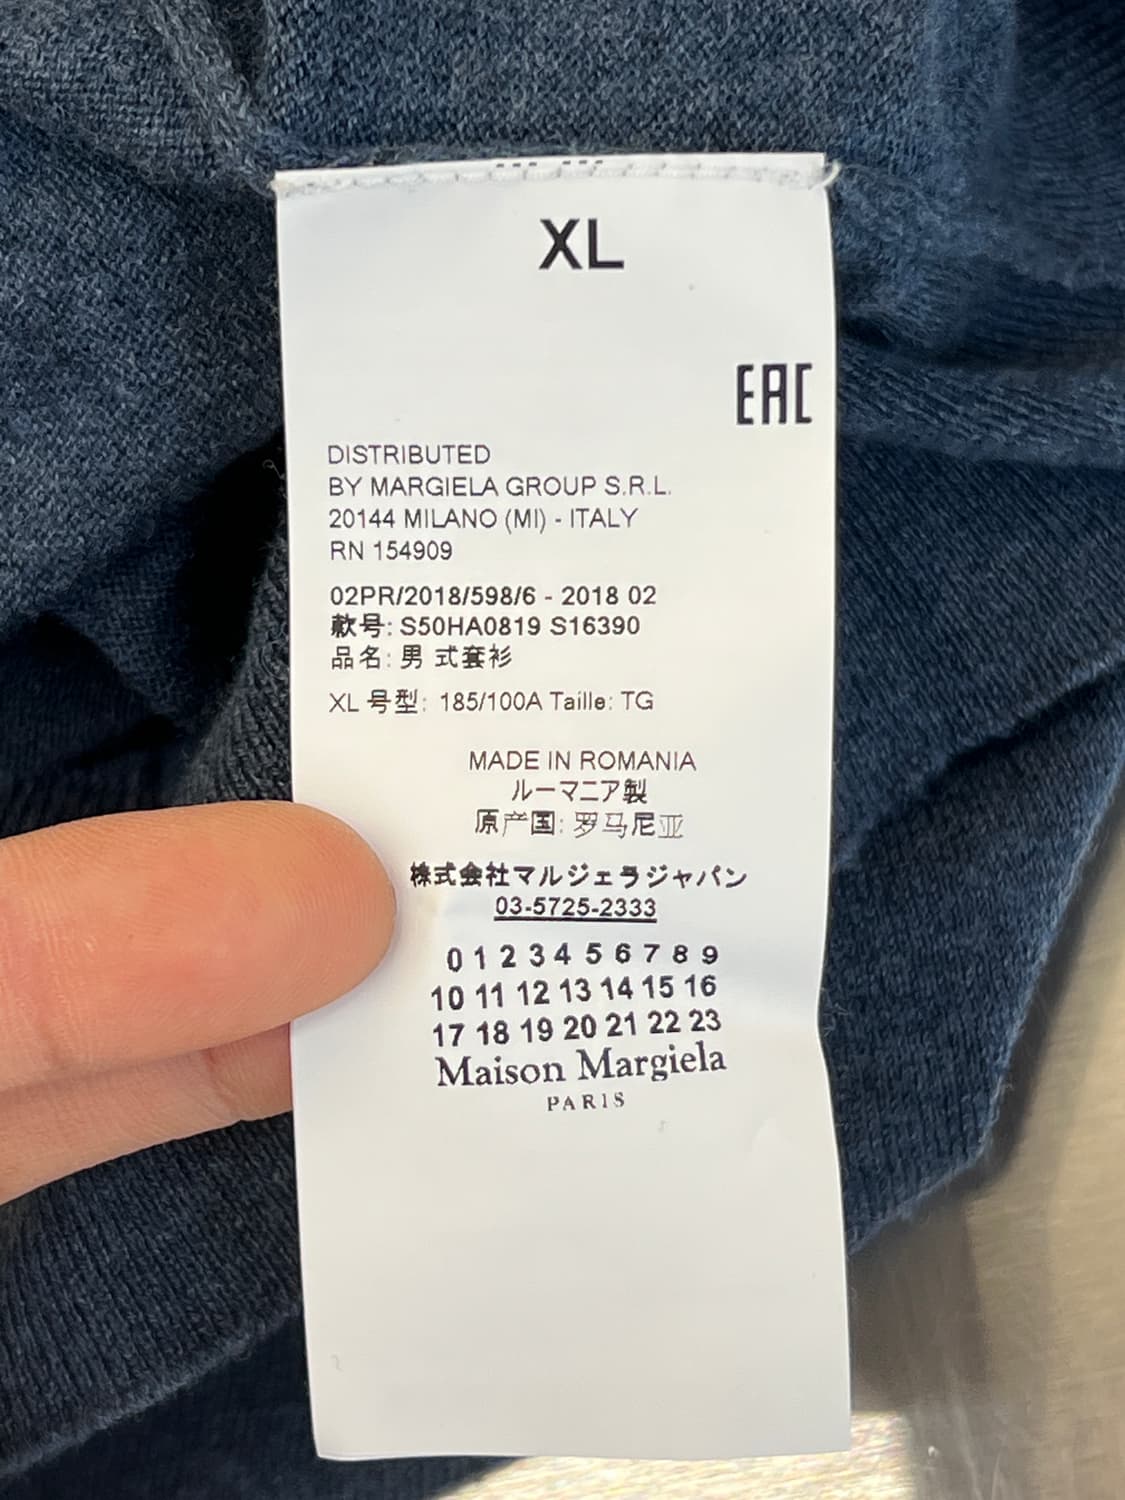 XL
EAC
DISTRIBUTED
BY MARGIELA GROUP S.R.L.
20144 MILANO (MI) - ITALY
RN 154909
02PR/2018/598/6 - 2018 02
款号: S50HA0819 S16390
品名: 男 式套衫
XL 号型: 185/100A Taille: TG
MADE IN ROMANIA
ルーマニア製
原产国: 罗马尼亚
株式会社マルジェラジャパン
03-5725-2333
0 1 2 3 4 5 6 7 8 9
10 11 12 13 14 15 16
17 18 19 20 21 22 23
Maison Margiela
PARIS